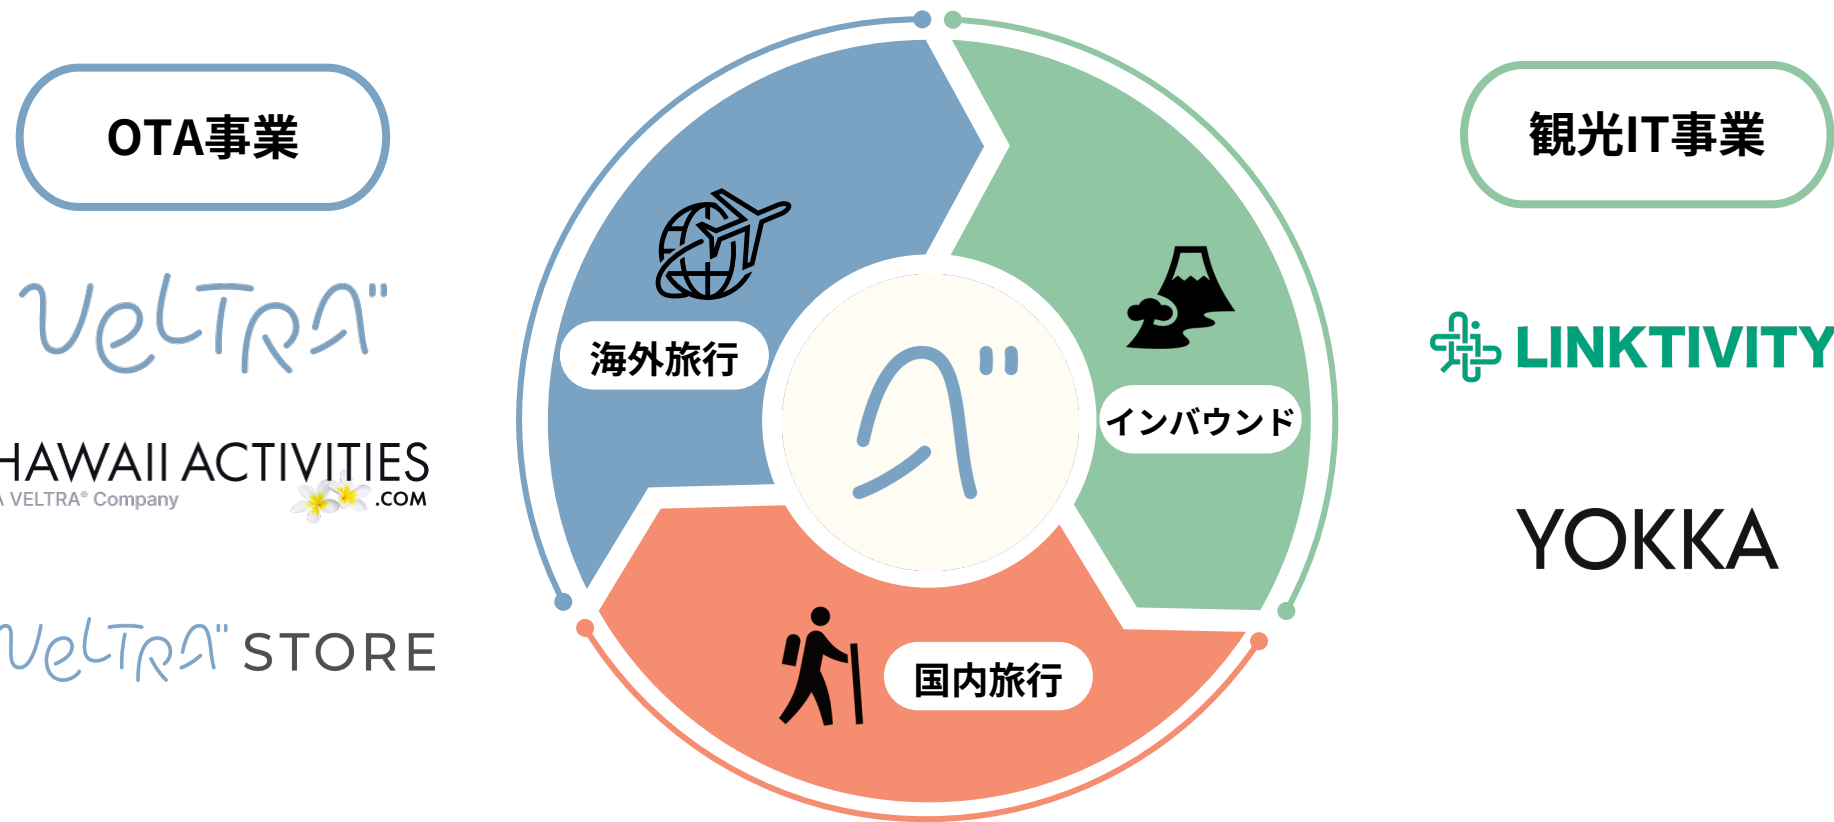 OTA事業
VELTRA
HAWAII ACTIVITIES
A VELTRA® Company
.COM
VELTRA STORE
海外旅行
インバウンド
国内旅行
観光IT事業
LINKTIVITY
YOKKA